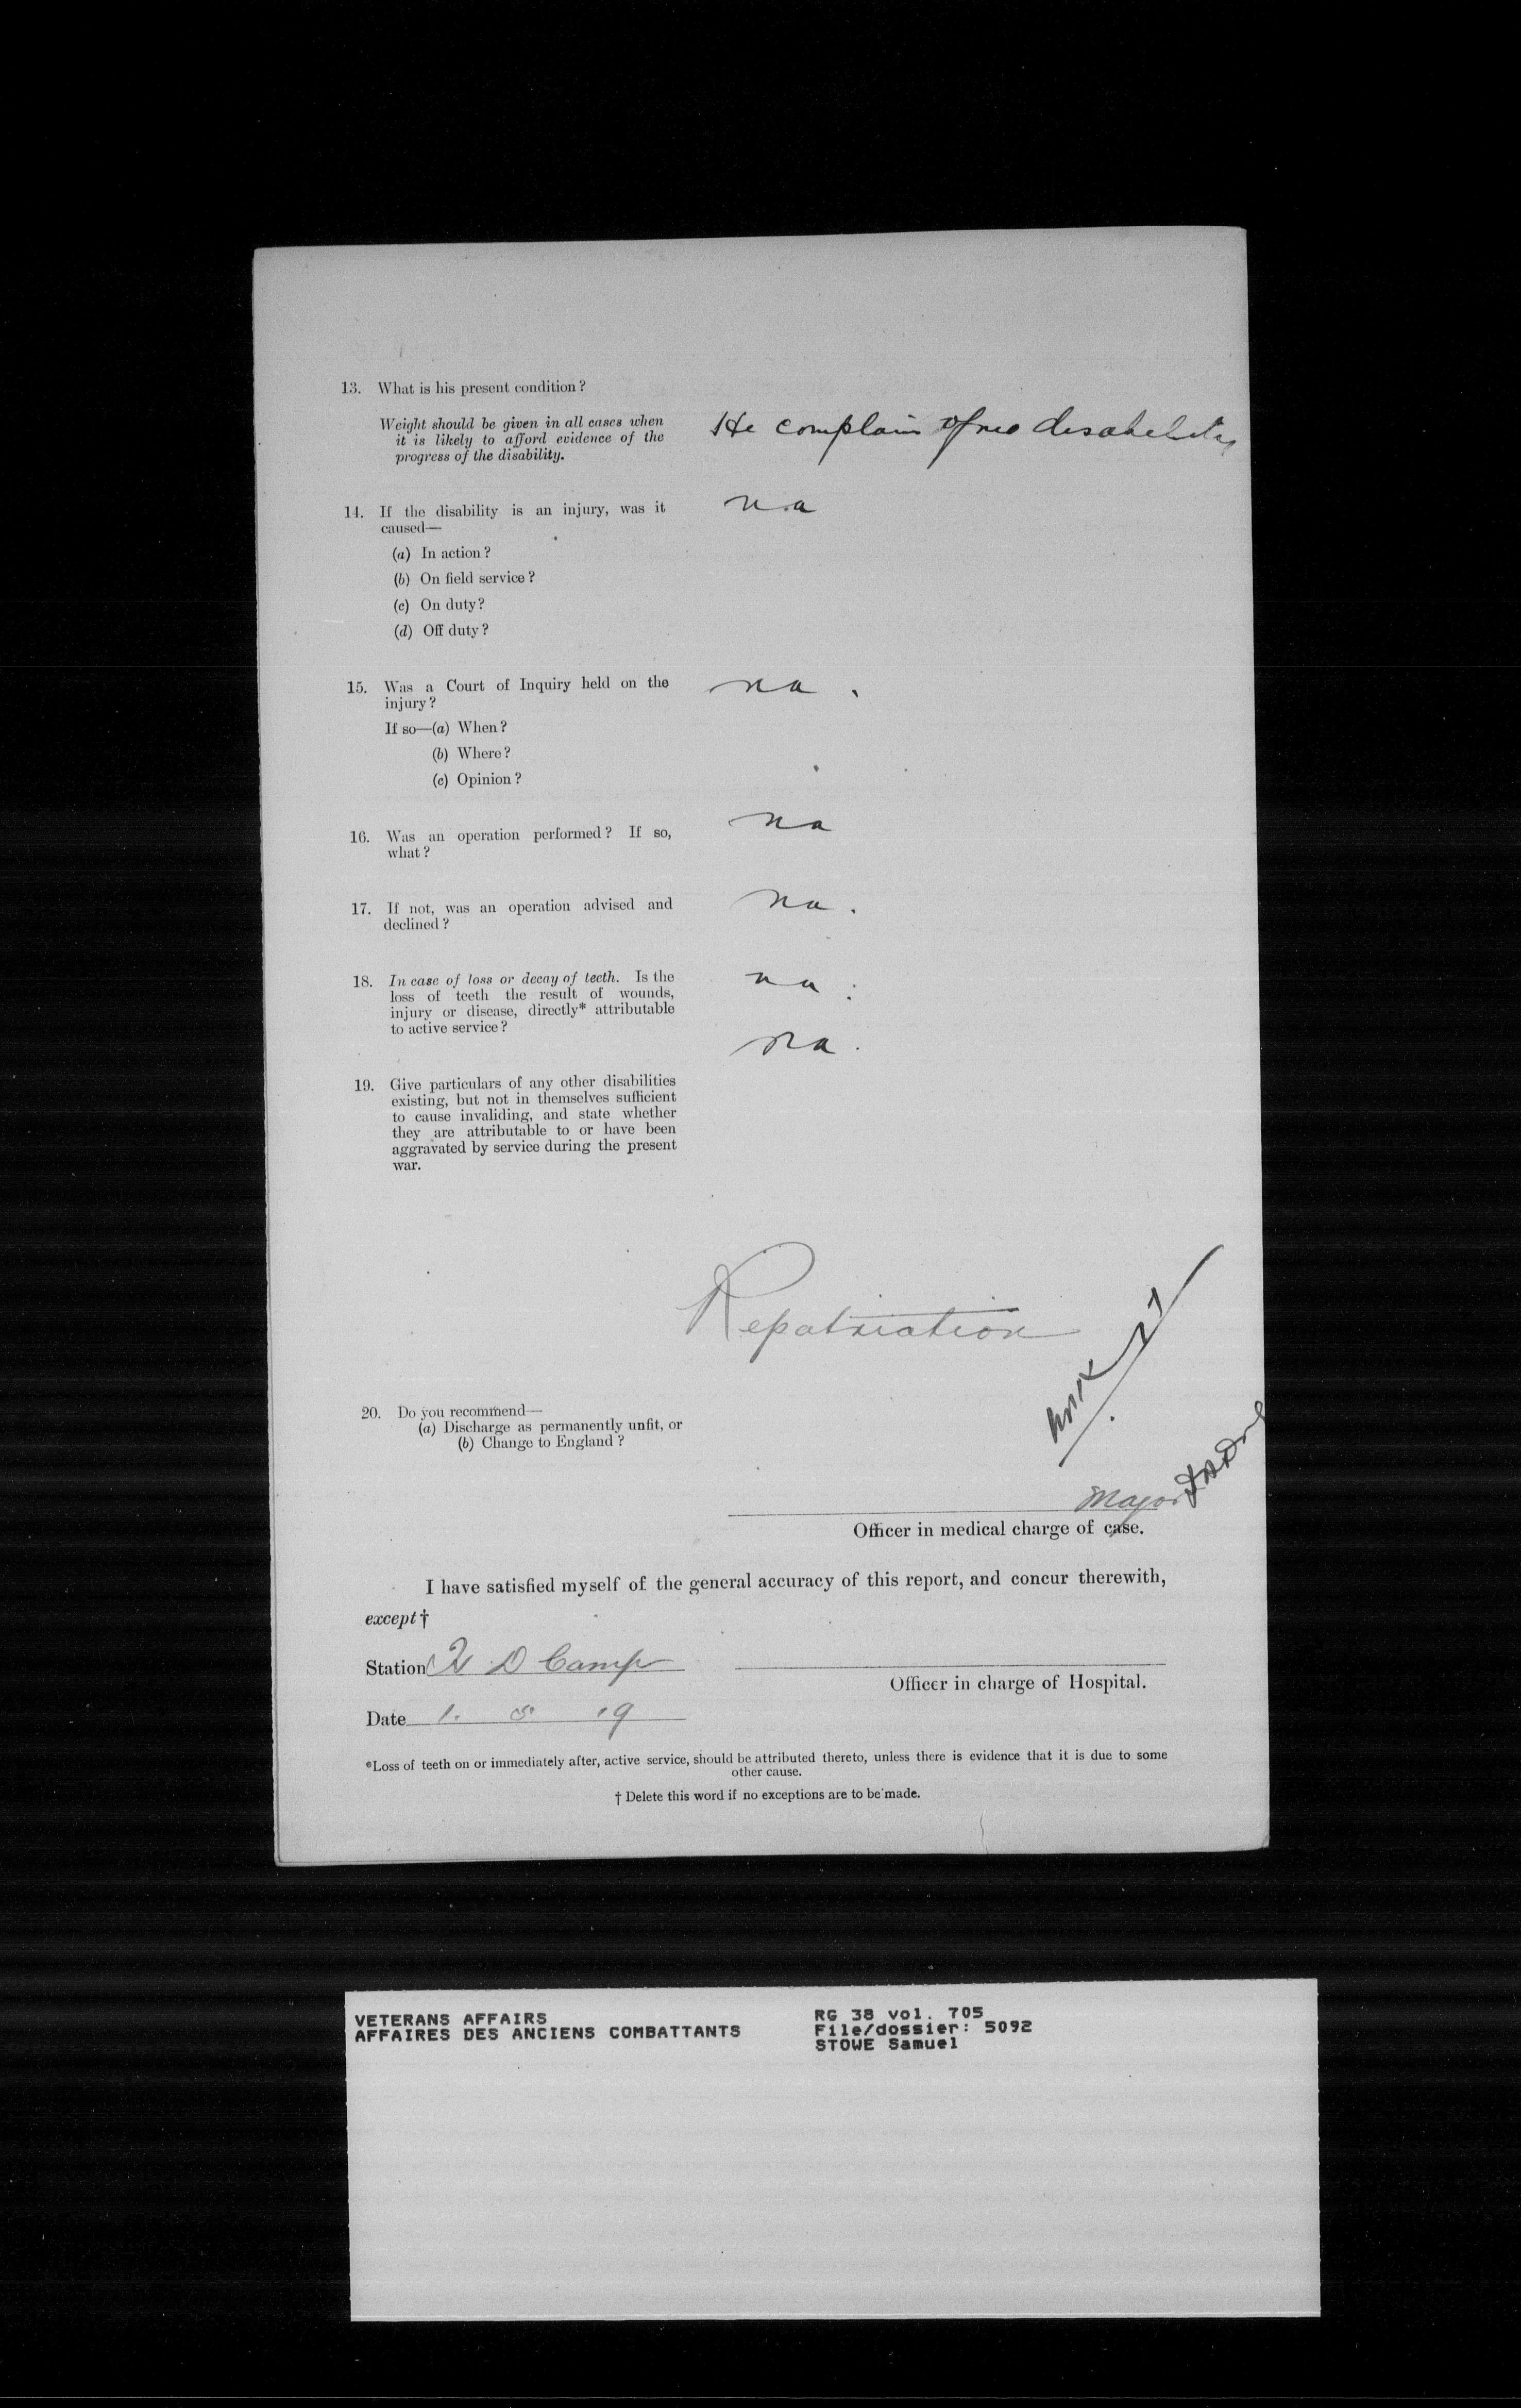 13. What is his present condition?
Weight should be given in all cases when
it is likely to afford evidence of the
progress of the disability.
He complain of no disability
14. If the disability is an injury, was it
caused—
na
(a) In action?
(b) On field service?
(c) On duty?
(d) Off duty?
15. Was a Court of Inquiry held on the
injury?
na.
If so—(a) When?
(b) Where?
(c) Opinion?
16. Was an operation performed? If so,
what?
na
17. If not, was an operation advised and
declined?
na.
18. In case of loss or decay of teeth. Is the
loss of teeth the result of wounds,
injury or disease, directly* attributable
to active service?
na.
na.
19. Give particulars of any other disabilities
existing, but not in themselves sufficient
to cause invaliding, and state whether
they are attributable to or have been
aggravated by service during the present
war.
Repatriation
20. Do you recommend—
(a) Discharge as permanently unfit, or
(b) Change to England?
Major
Officer in medical charge of case.
I have satisfied myself of the general accuracy of this report, and concur therewith,
except †
Station D Camp
Officer in charge of Hospital.
Date 1. 5 19
*Loss of teeth on or immediately after, active service, should be attributed thereto, unless there is evidence that it is due to some
other cause.
† Delete this word if no exceptions are to be made.
VETERANS AFFAIRS
AFFAIRES DES ANCIENS COMBATTANTS
RG 38 vol. 705
File/dossier: 5092
STOWE Samuel